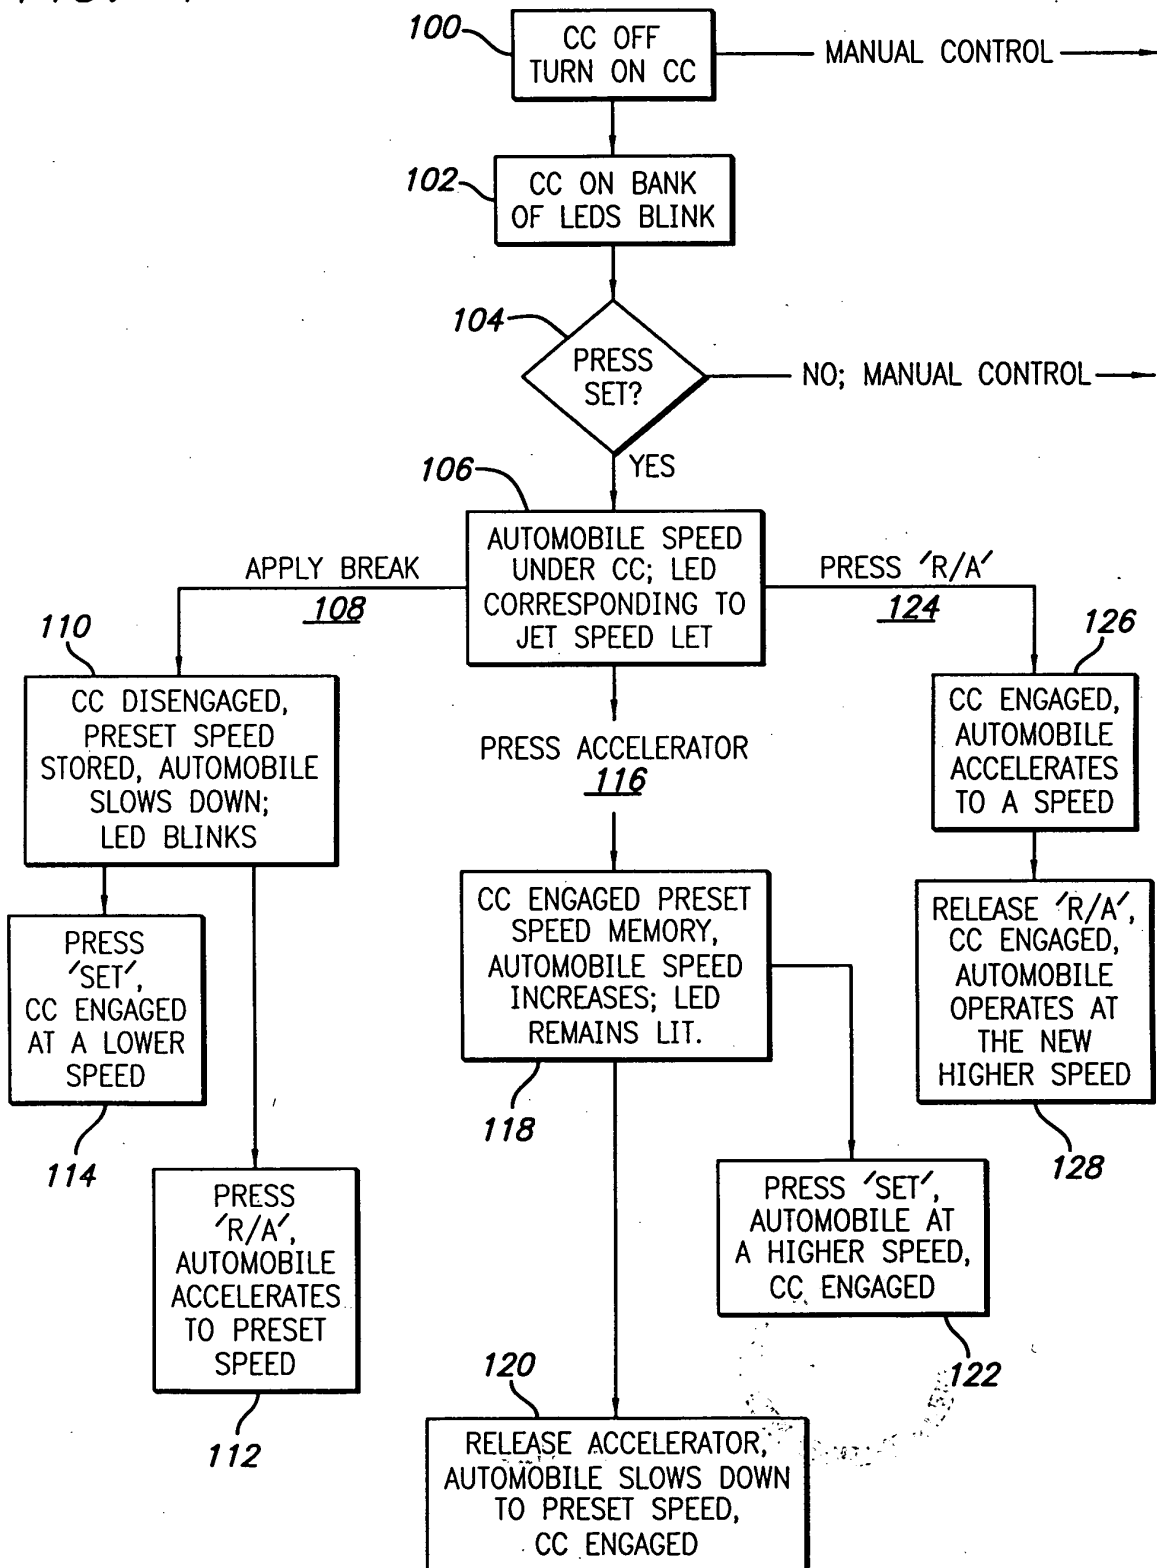 100
CC OFF
TURN ON CC
MANUAL CONTROL
102
CC ON BANK
OF LEDS BLINK
104
PRESS
SET?
NO; MANUAL CONTROL
YES
106
AUTOMOBILE SPEED
UNDER CC; LED
CORRESPONDING TO
JET SPEED LET
APPLY BREAK
108
PRESS 'R/A'
124
110
CC DISENGAGED,
PRESET SPEED
STORED, AUTOMOBILE
SLOWS DOWN;
LED BLINKS
PRESS ACCELERATOR
116
126
CC ENGAGED,
AUTOMOBILE
ACCELERATES
TO A SPEED
PRESS
'SET',
CC ENGAGED
AT A LOWER
SPEED
114
CC ENGAGED PRESET
SPEED MEMORY,
AUTOMOBILE SPEED
INCREASES; LED
REMAINS LIT.
118
RELEASE 'R/A',
CC ENGAGED,
AUTOMOBILE
OPERATES AT
THE NEW
HIGHER SPEED
128
PRESS
'R/A',
AUTOMOBILE
ACCELERATES
TO PRESET
SPEED
112
PRESS 'SET',
AUTOMOBILE AT
A HIGHER SPEED,
CC ENGAGED
122
120
RELEASE ACCELERATOR,
AUTOMOBILE SLOWS DOWN
TO PRESET SPEED,
CC ENGAGED